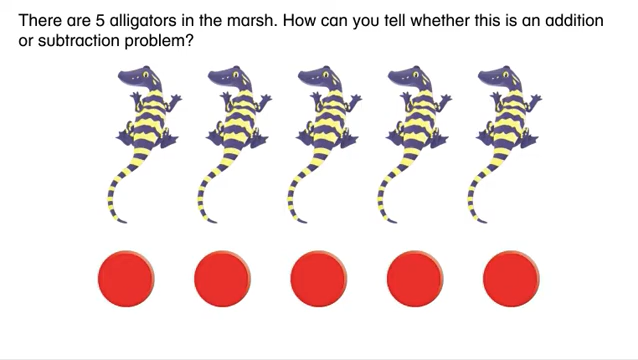 There are 5 alligators in the marsh. How can you tell whether this is an addition
or subtraction problem?